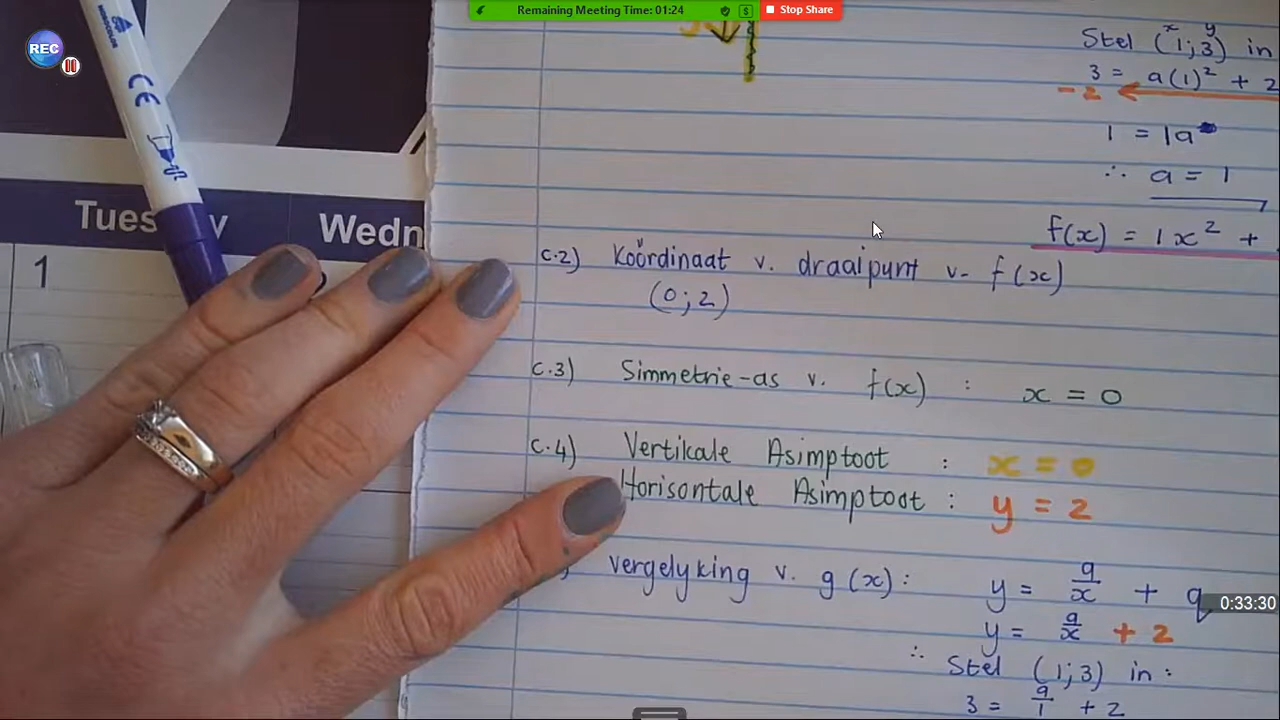 Remaining Meeting Time: 01:24
Stop Share
REC
CE
Tues
y
Wedn
1
x y
Stel (1;3) in
3 = a(1)² + 2
-2
1 = 1a
∴ a = 1
f(x) = 1x² +
c.2) Koördinaat v. draaipunt v. f(x)
(0;2)
c.3) Simmetrie-as v. f(x) : x = 0
c.4) Vertikale Asimptoot : x = 0
Horisontale Asimptoot : y = 2
vergelyking v. g(x): y = a/x + q
0:33:30
y = a/x + 2
∴ Stel (1;3) in:
3 = a/1 + 2